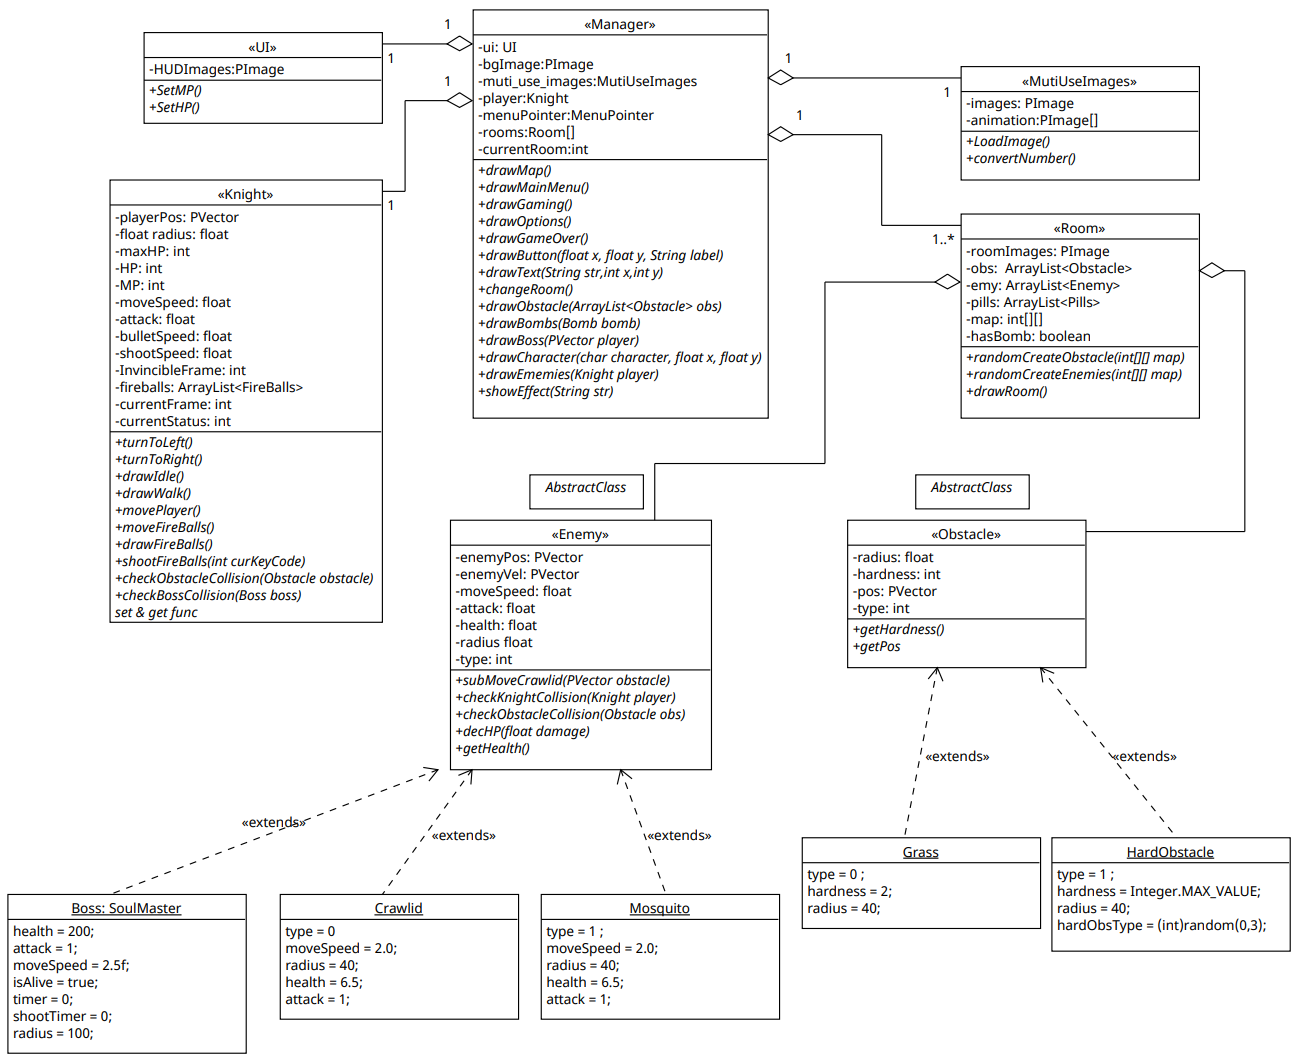 «UI»
-HUDImages:PImage
+SetMP()
+SetHP()
1
1
1
1
«Manager»
-ui: UI
-bgImage:PImage
-muti_use_images:MutiUseImages
-player:Knight
-menuPointer:MenuPointer
-rooms:Room[]
-currentRoom:int
+drawMap()
+drawMainMenu()
+drawGaming()
+drawOptions()
+drawGameOver()
+drawButton(float x, float y, String label)
+drawText(String str,int x,int y)
+changeRoom()
+drawObstacle(ArrayList<Obstacle> obs)
+drawBombs(Bomb bomb)
+drawBoss(PVector player)
+drawCharacter(char character, float x, float y)
+drawEmemies(Knight player)
+showEffect(String str)
1
1
1
1..*
«MutiUseImages»
-images: PImage
-animation:PImage[]
+LoadImage()
+convertNumber()
«Knight»
-playerPos: PVector
-float radius: float
-maxHP: int
-HP: int
-MP: int
-moveSpeed: float
-attack: float
-bulletSpeed: float
-shootSpeed: float
-InvincibleFrame: int
-fireballs: ArrayList<FireBalls>
-currentFrame: int
-currentStatus: int
+turnToLeft()
+turnToRight()
+drawIdle()
+drawWalk()
+movePlayer()
+moveFireBalls()
+drawFireBalls()
+shootFireBalls(int curKeyCode)
+checkObstacleCollision(Obstacle obstacle)
+checkBossCollision(Boss boss)
set & get func
«Room»
-roomImages: PImage
-obs:  ArrayList<Obstacle>
-emy: ArrayList<Enemy>
-pills: ArrayList<Pills>
-map: int[][]
-hasBomb: boolean
+randomCreateObstacle(int[][] map)
+randomCreateEnemies(int[][] map)
+drawRoom()
AbstractClass
«Enemy»
-enemyPos: PVector
-enemyVel: PVector
-moveSpeed: float
-attack: float
-health: float
-radius float
-type: int
+subMoveCrawlid(PVector obstacle)
+checkKnightCollision(Knight player)
+checkObstacleCollision(Obstacle obs)
+decHP(float damage)
+getHealth()
AbstractClass
«Obstacle»
-radius: float
-hardness: int
-pos: PVector
-type: int
+getHardness()
+getPos
«extends»
«extends»
«extends»
«extends»
«extends»
Boss: SoulMaster
health = 200;
attack = 1;
moveSpeed = 2.5f;
isAlive = true;
timer = 0;
shootTimer = 0;
radius = 100;
Crawlid
type = 0
moveSpeed = 2.0;
radius = 40;
health = 6.5;
attack = 1;
Mosquito
type = 1 ;
moveSpeed = 2.0;
radius = 40;
health = 6.5;
attack = 1;
Grass
type = 0 ;
hardness = 2;
radius = 40;
HardObstacle
type = 1 ;
hardness = Integer.MAX_VALUE;
radius = 40;
hardObsType = (int)random(0,3);